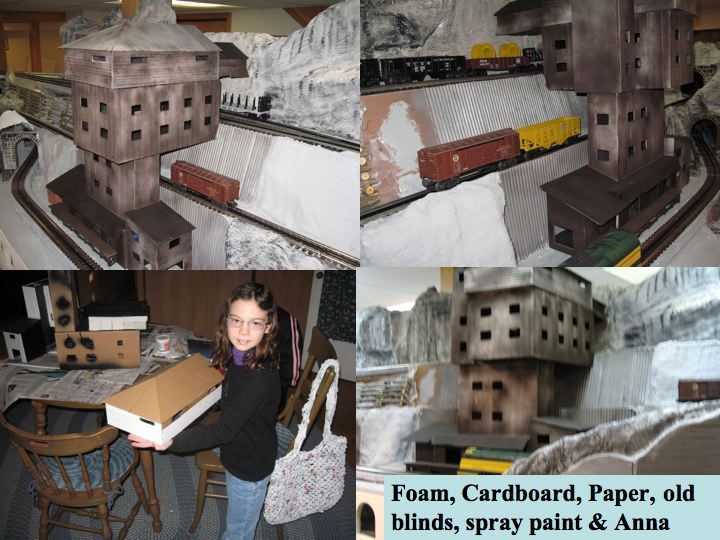 Foam, Cardboard, Paper, old
blinds, spray paint & Anna